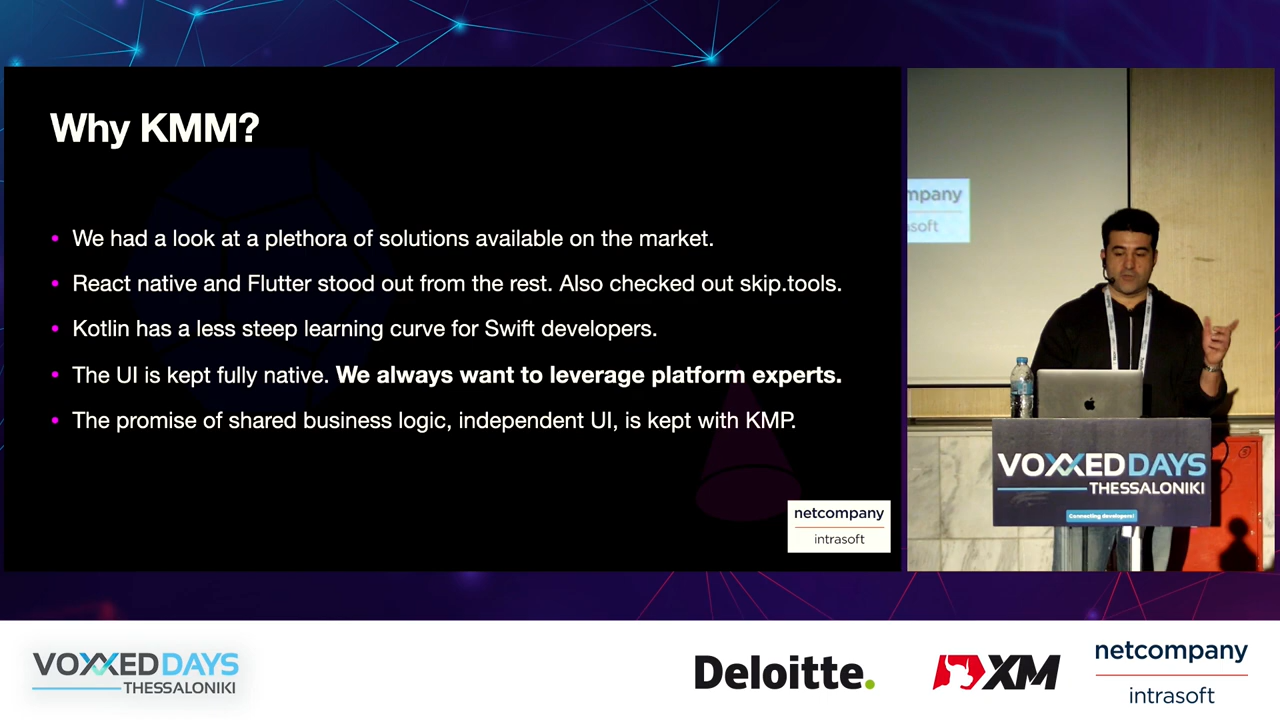 Why KMM?
• We had a look at a plethora of solutions available on the market.
• React native and Flutter stood out from the rest. Also checked out skip.tools.
• Kotlin has a less steep learning curve for Swift developers.
• The UI is kept fully native. We always want to leverage platform experts.
• The promise of shared business logic, independent UI, is kept with KMP.
netcompany
intrasoft
mpany
soft
VOXXED DAYS
THESSALONIKI
Connecting developers!
VOXXED DAYS
THESSALONIKI
Deloitte.
XM
netcompany
intrasoft